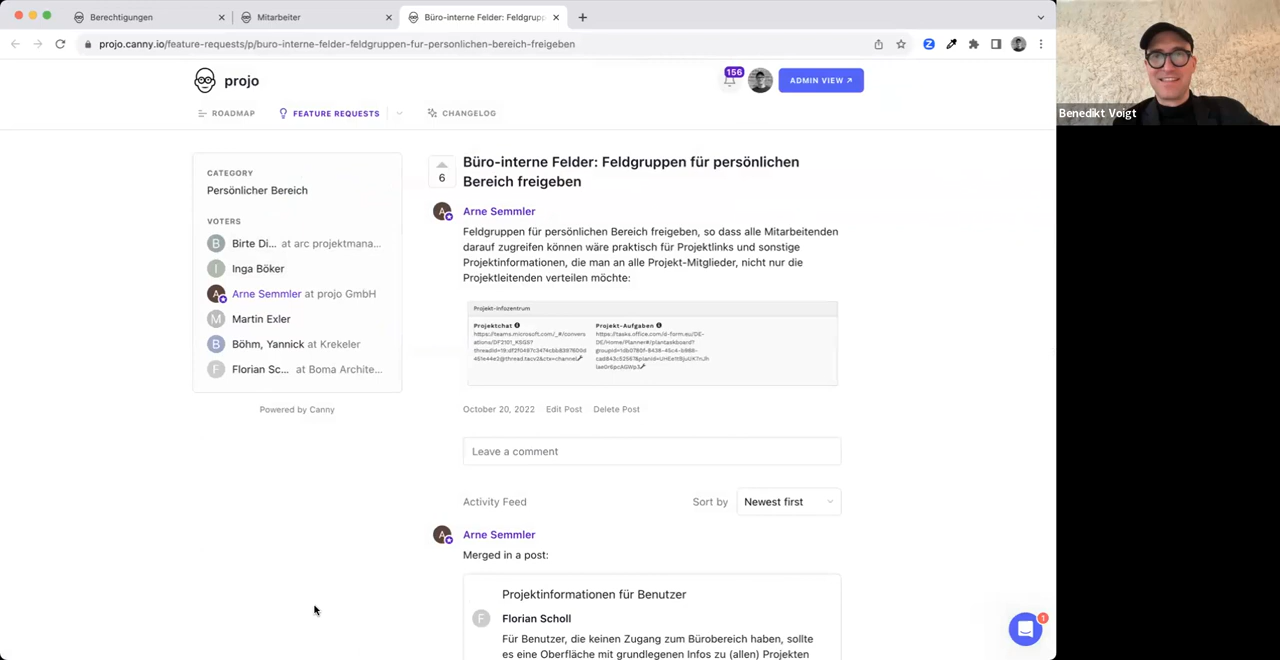 Berechtigungen
Mitarbeiter
Büro-interne Felder: Feldgrupp
projo.canny.io/feature-requests/p/buro-interne-felder-feldgruppen-fur-personlichen-bereich-freigeben
projo
156
ADMIN VIEW ↗
ROADMAP
FEATURE REQUESTS
CHANGELOG
Benedikt Voigt
CATEGORY
Persönlicher Bereich
VOTERS
B
Birte Di... at arc projektmana...
I
Inga Böker
A
Arne Semmler at projo GmbH
M
Martin Exler
B
Böhm, Yannick at Krekeler
F
Florian Sc... at Boma Archite...
Powered by Canny
6
Büro-interne Felder: Feldgruppen für persönlichen
Bereich freigeben
A
Arne Semmler
Feldgruppen für persönlichen Bereich freigeben, so dass alle Mitarbeitenden
darauf zugreifen können wäre praktisch für Projektlinks und sonstige
Projektinformationen, die man an alle Projekt-Mitglieder, nicht nur die
Projektleitenden verteilen möchte:
Projekt-Infozentrum
Projektchat
Projekt-Aufgaben
October 20, 2022
Edit Post
Delete Post
Leave a comment
Activity Feed
Sort by
Newest first
A
Arne Semmler
Merged in a post:
Projektinformationen für Benutzer
F
Florian Scholl
Für Benutzer, die keinen Zugang zum Bürobereich haben, sollte
es eine Oberfläche mit grundlegenden Infos zu (allen) Projekten
1